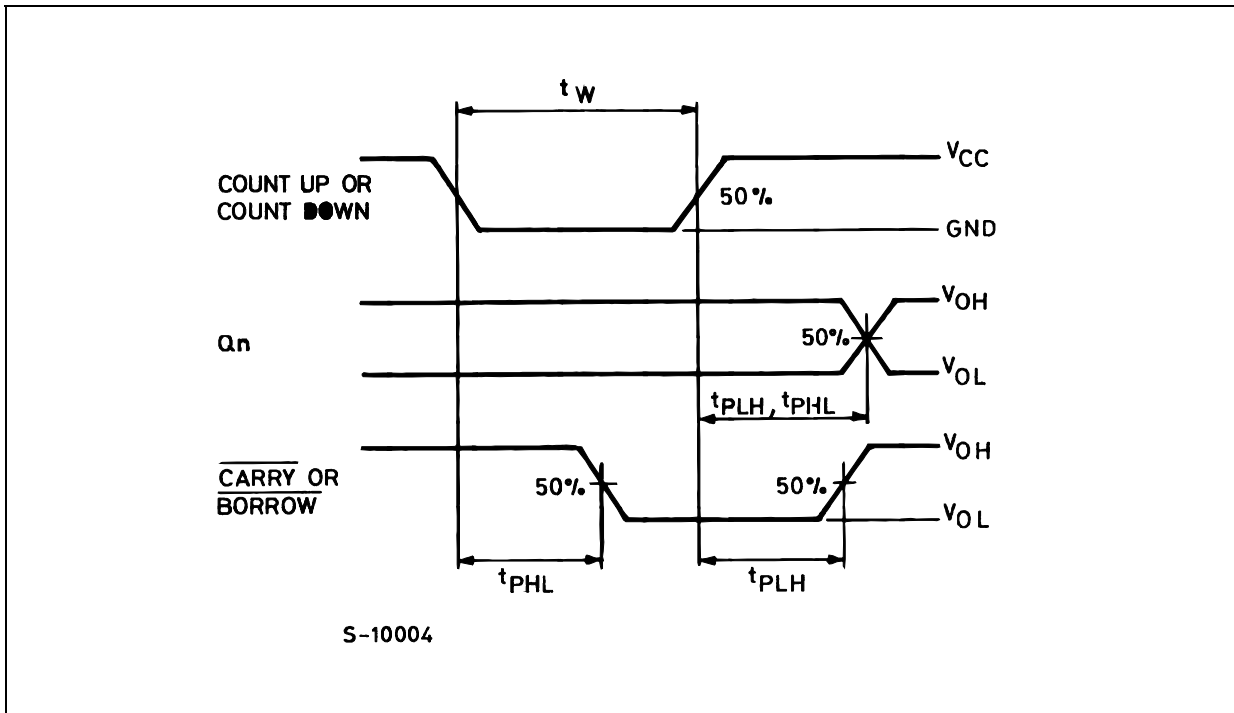 tW
VCC
COUNT UP OR
COUNT DOWN
50%
GND
VOH
Qn
50%
VOL
tPLH, tPHL
VOH
CARRY OR
BORROW
50%
50%
VOL
tPHL
tPLH
S-10004